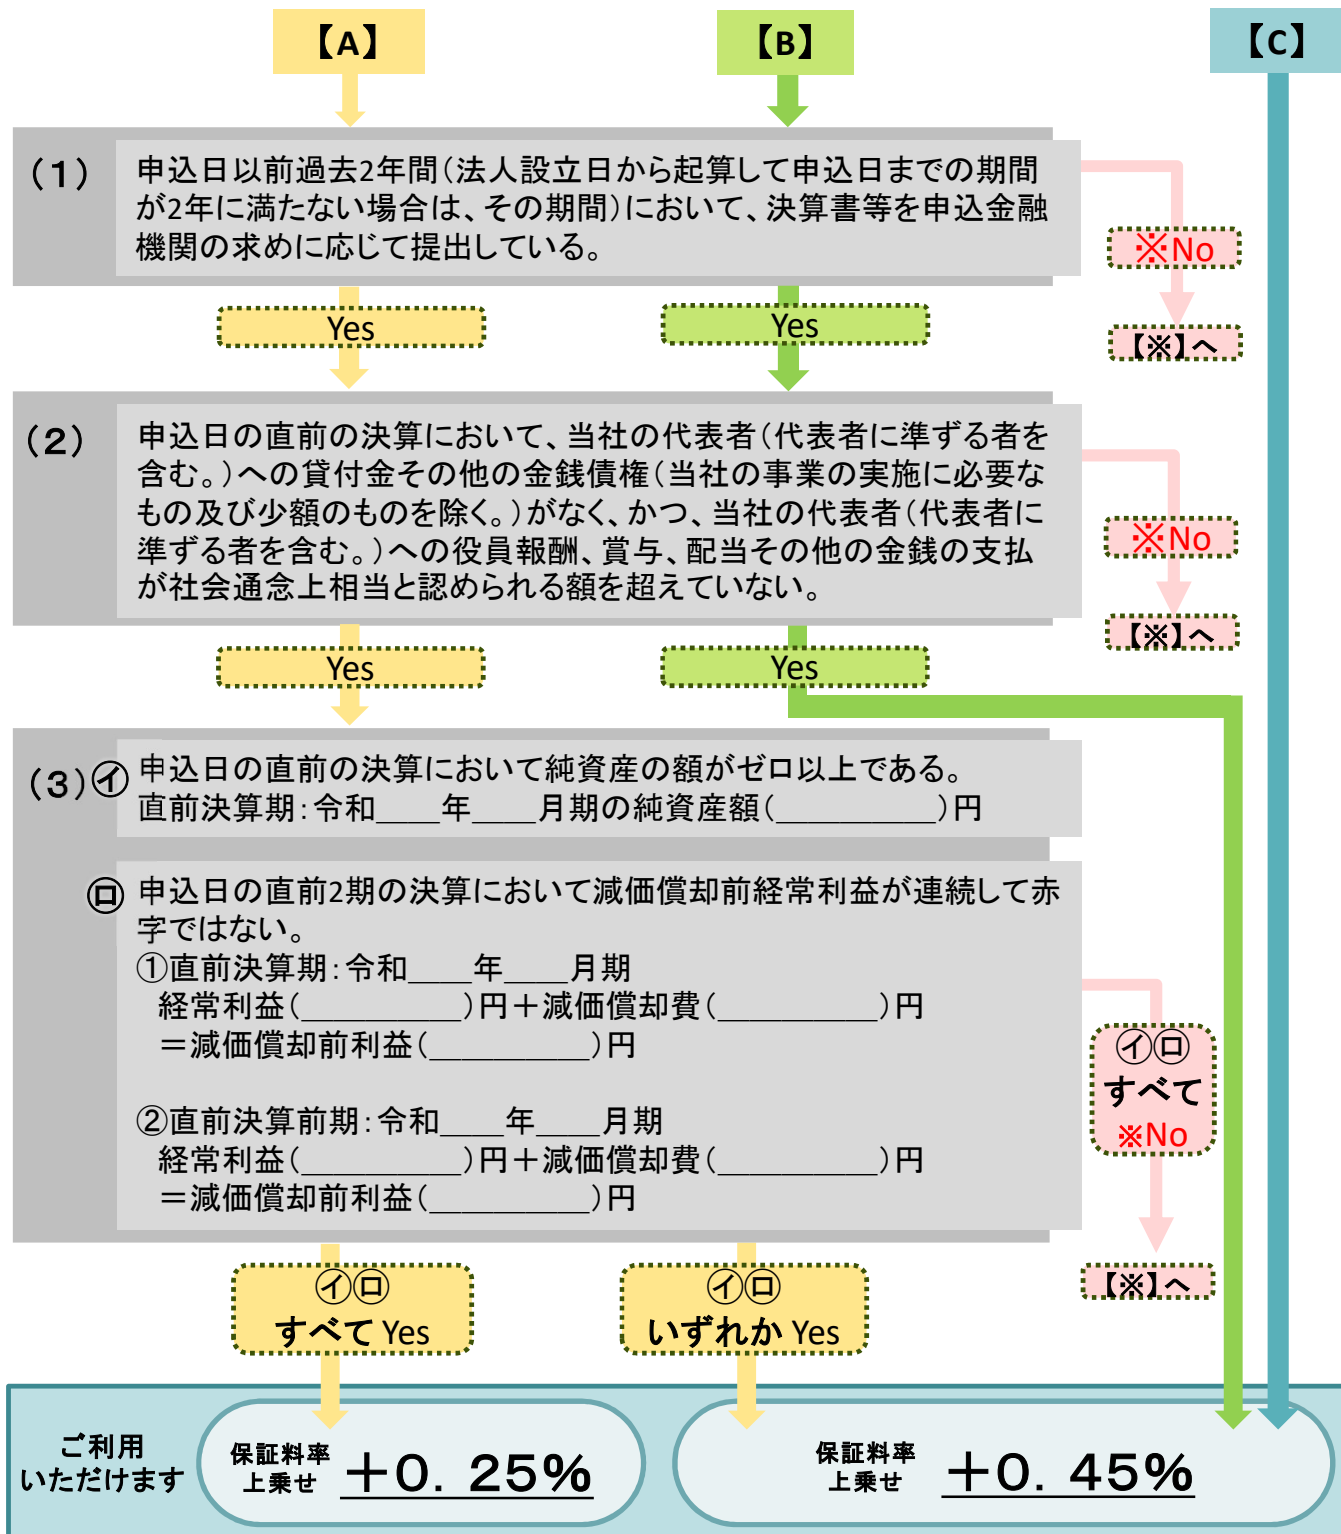 【A】
【B】
【C】
(1)
申込日以前過去2年間(法人設立日から起算して申込日までの期間
が2年に満たない場合は、その期間)において、決算書等を申込金融
機関の求めに応じて提出している。
※No
【※】へ
Yes
Yes
(2)
申込日の直前の決算において、当社の代表者(代表者に準ずる者を
含む。)への貸付金その他の金銭債権(当社の事業の実施に必要な
もの及び少額のものを除く。)がなく、かつ、当社の代表者(代表者に
準ずる者を含む。)への役員報酬、賞与、配当その他の金銭の支払
が社会通念上相当と認められる額を超えていない。
※No
【※】へ
Yes
Yes
(3)㋑ 申込日の直前の決算において純資産の額がゼロ以上である。
直前決算期:令和____年____月期の純資産額(__________)円
㋺ 申込日の直前2期の決算において減価償却前経常利益が連続して赤
字ではない。
①直前決算期:令和____年____月期
経常利益(__________)円+減価償却費(__________)円
=減価償却前利益(__________)円
②直前決算前期:令和____年____月期
経常利益(__________)円+減価償却費(__________)円
=減価償却前利益(__________)円
㋑㋺
すべて
※No
【※】へ
㋑㋺
すべて Yes
㋑㋺
いずれか Yes
ご利用
いただけます
保証料率
上乗せ
+0.25%
保証料率
上乗せ
+0.45%